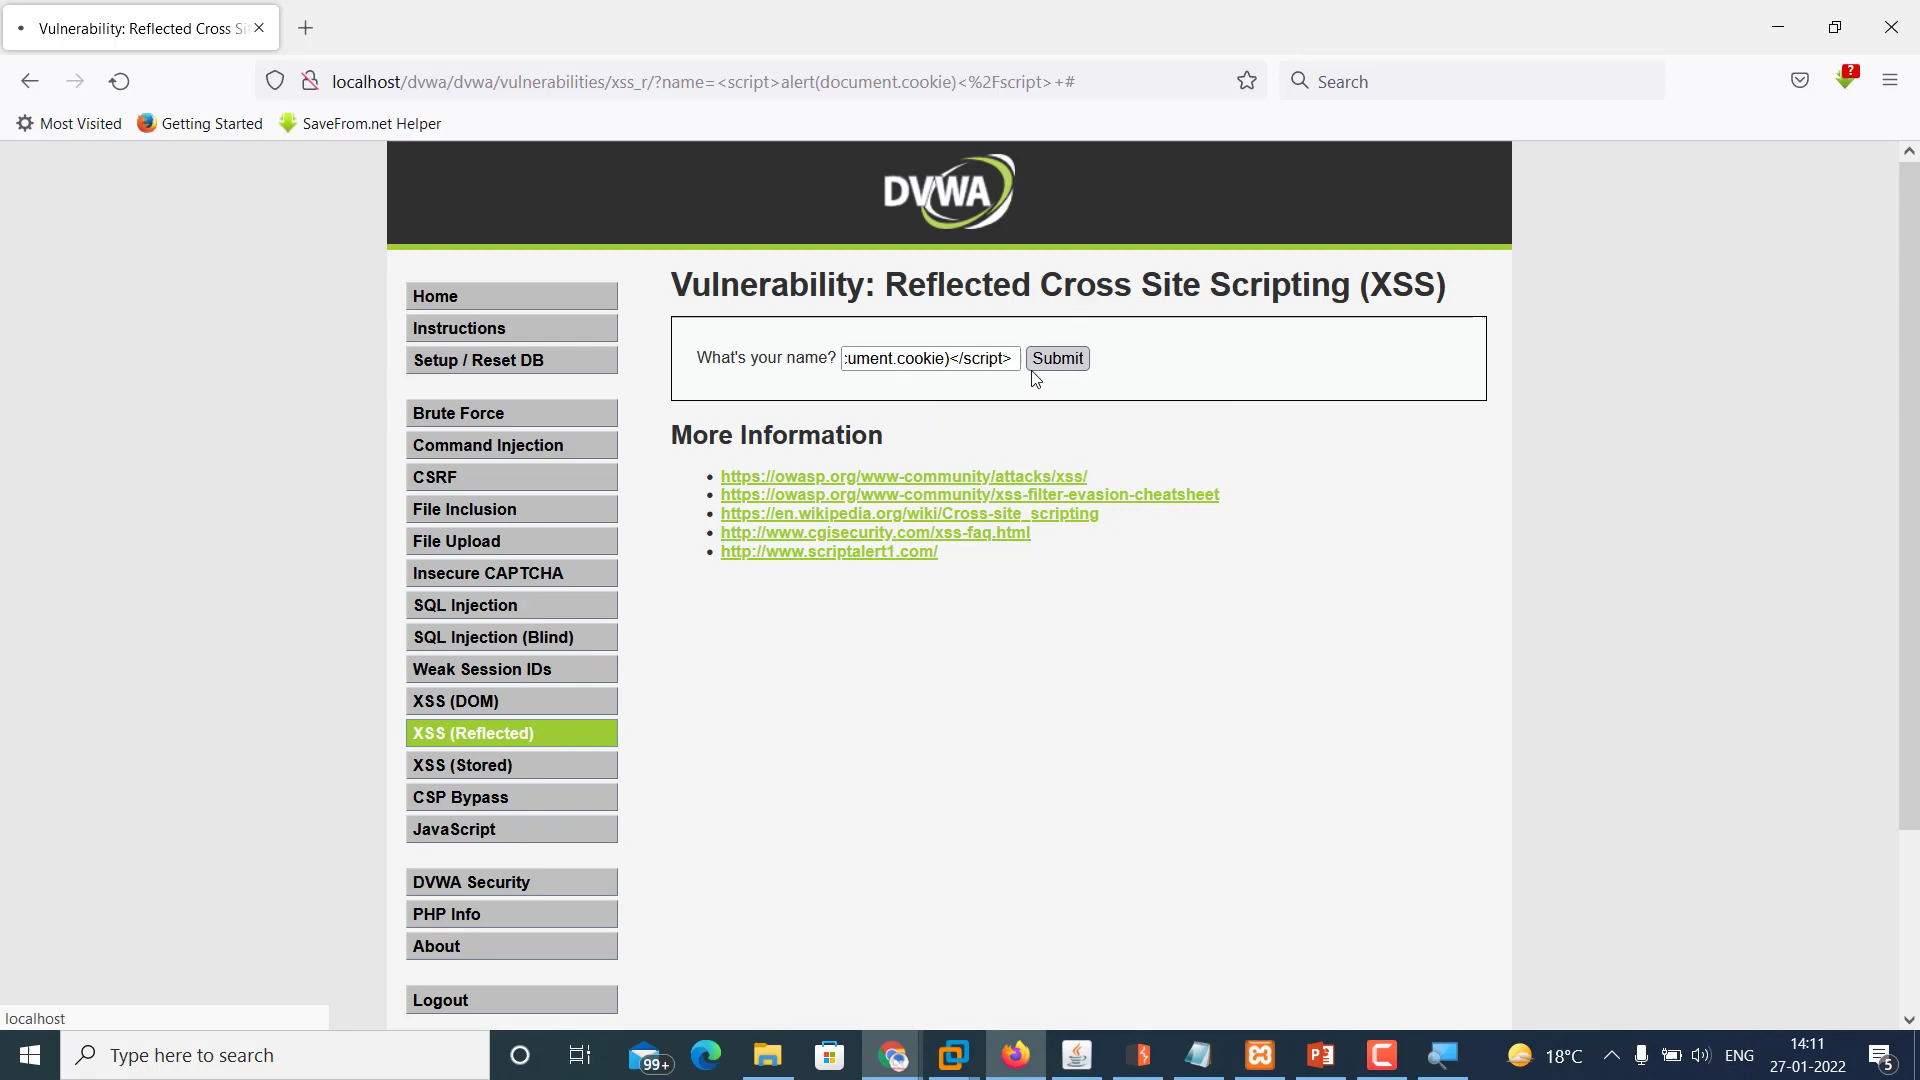 Vulnerability: Reflected Cross Si
localhost/dvwa/dvwa/vulnerabilities/xss_r/?name=<script>alert(document.cookie)<%2Fscript>+#
Search
?
Most Visited
Getting Started
SaveFrom.net Helper
DVWA
Vulnerability: Reflected Cross Site Scripting (XSS)
What's your name?
:ument.cookie)</script>
Submit
More Information
https://owasp.org/www-community/attacks/xss/
https://owasp.org/www-community/xss-filter-evasion-cheatsheet
https://en.wikipedia.org/wiki/Cross-site_scripting
http://www.cgisecurity.com/xss-faq.html
http://www.scriptalert1.com/
Home
Instructions
Setup / Reset DB
Brute Force
Command Injection
CSRF
File Inclusion
File Upload
Insecure CAPTCHA
SQL Injection
SQL Injection (Blind)
Weak Session IDs
XSS (DOM)
XSS (Reflected)
XSS (Stored)
CSP Bypass
JavaScript
DVWA Security
PHP Info
About
Logout
localhost
Type here to search
99+
18°C
ENG
14:11
27-01-2022
5